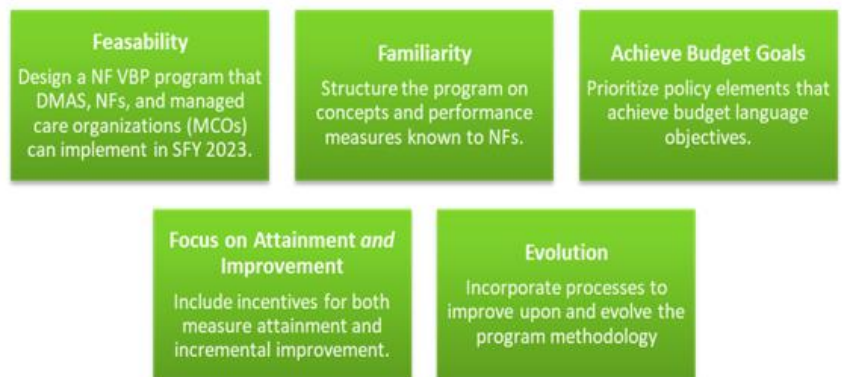 Feasability
Design a NF VBP program that
DMAS, NFs, and managed
care organizations (MCOs)
can implement in SFY 2023.
Familiarity
Structure the program on
concepts and performance
measures known to NFs.
Achieve Budget Goals
Prioritize policy elements that
achieve budget language
objectives.
Focus on Attainment and
Improvement
Include incentives for both
measure attainment and
incremental improvement.
Evolution
Incorporate processes to
improve upon and evolve the
program methodology